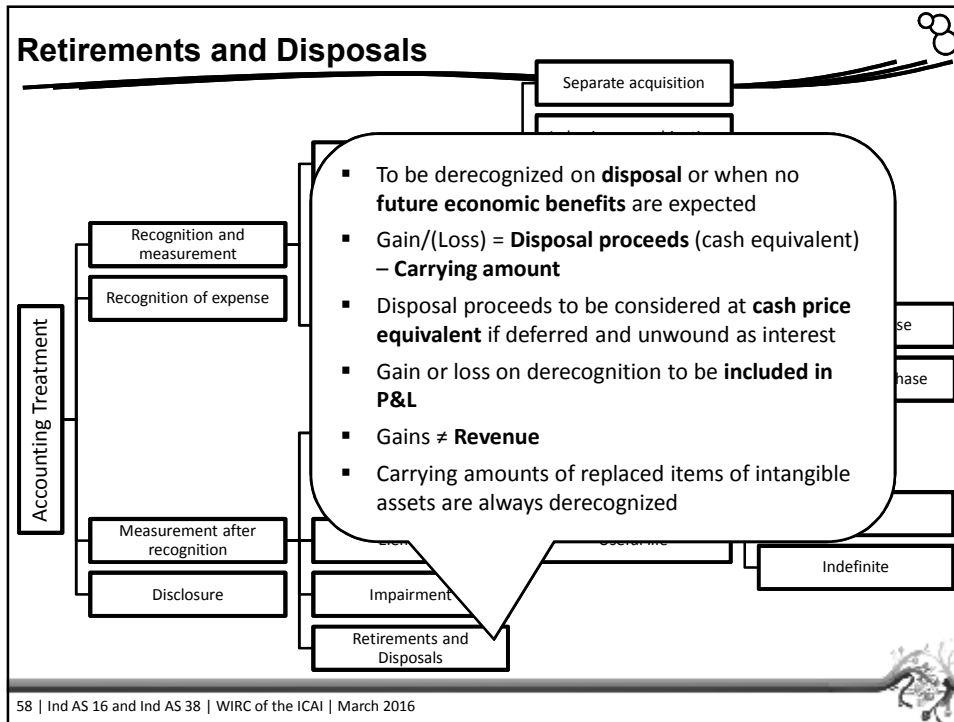 Retirements and Disposals
Separate acquisition
▪ To be derecognized on disposal or when no
future economic benefits are expected
▪ Gain/(Loss) = Disposal proceeds (cash equivalent)
– Carrying amount
▪ Disposal proceeds to be considered at cash price
equivalent if deferred and unwound as interest
▪ Gain or loss on derecognition to be included in
P&L
▪ Gains ≠ Revenue
▪ Carrying amounts of replaced items of intangible
assets are always derecognized
Accounting Treatment
Recognition and
measurement
Recognition of expense
Measurement after
recognition
Disclosure
Impairment
Retirements and
Disposals
Useful life
Indefinite
58 | Ind AS 16 and Ind AS 38 | WIRC of the ICAI | March 2016